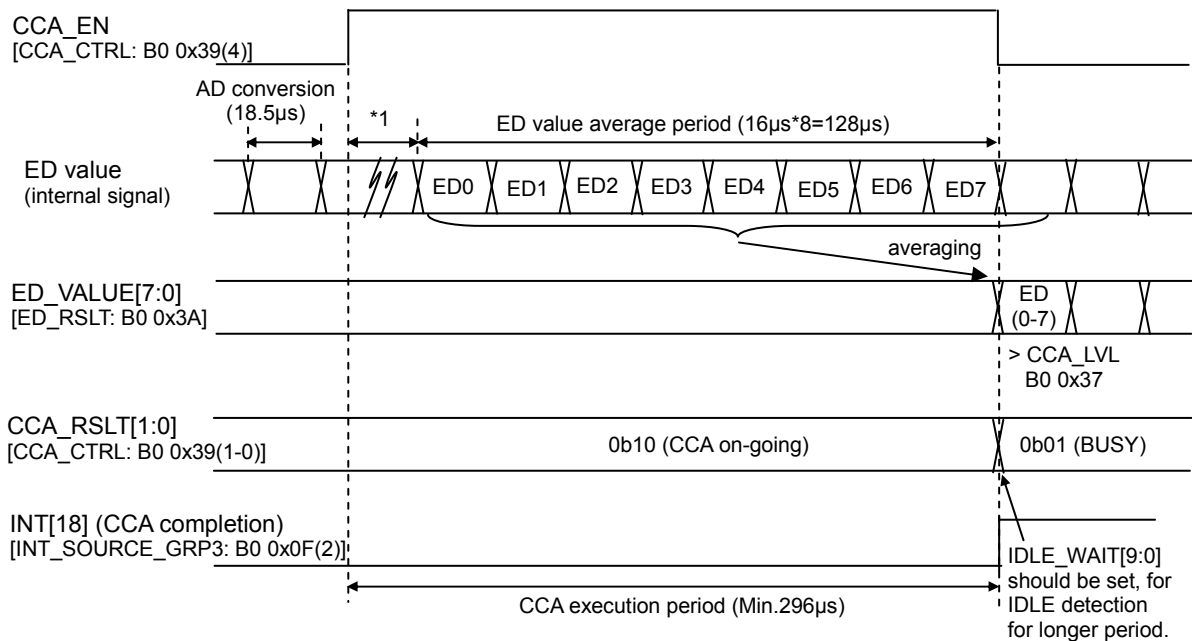 CCA_EN
[CCA_CTRL: B0 0x39(4)]
AD conversion
(18.5µs)
*1
ED value average period (16µs*8=128µs)
ED value
(internal signal)
ED0
ED1
ED2
ED3
ED4
ED5
ED6
ED7
averaging
ED_VALUE[7:0]
[ED_RSLT: B0 0x3A]
ED
(0-7)
> CCA_LVL
B0 0x37
CCA_RSLT[1:0]
[CCA_CTRL: B0 0x39(1-0)]
0b10 (CCA on-going)
0b01 (BUSY)
INT[18] (CCA completion)
[INT_SOURCE_GRP3: B0 0x0F(2)]
IDLE_WAIT[9:0]
should be set, for
IDLE detection
for longer period.
CCA execution period (Min.296µs)